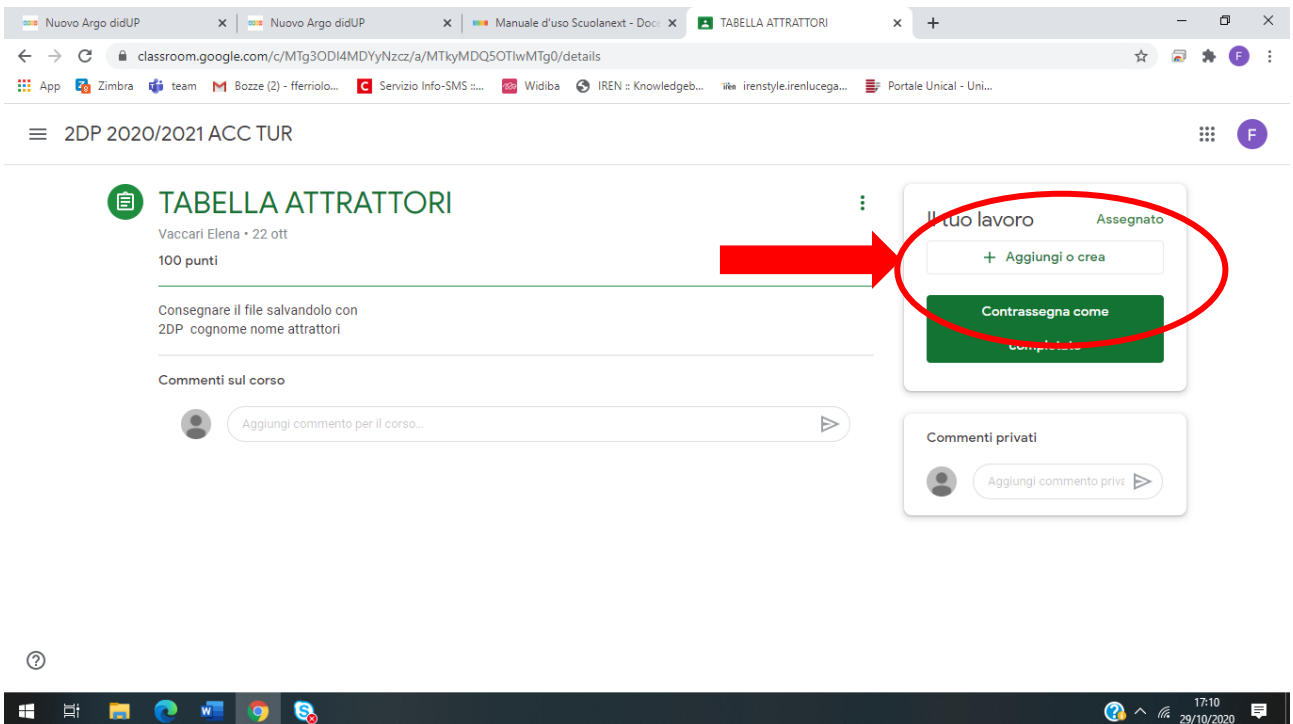 Nuovo Argo didUP
Nuovo Argo didUP
Manuale d'uso Scuolanext - Doce
TABELLA ATTRATTORI
classroom.google.com/c/MTg3ODI4MDYyNzcz/a/MTkyMDQ5OTIwMTg0/details
F
App Zimbra team Bozze (2) - fferriolo... Servizio Info-SMS ::... Widiba IREN :: Knowledgeb... irenstyle.irenlucega... Portale Unical - Uni...
2DP 2020/2021 ACC TUR
F
TABELLA ATTRATTORI
Vaccari Elena • 22 ott
100 punti
Consegnare il file salvandolo con
2DP cognome nome attrattori
Commenti sul corso
Aggiungi commento per il corso...
Il tuo lavoro Assegnato
+ Aggiungi o crea
Contrassegna come
completato
Commenti privati
Aggiungi commento priva
17:10
29/10/2020